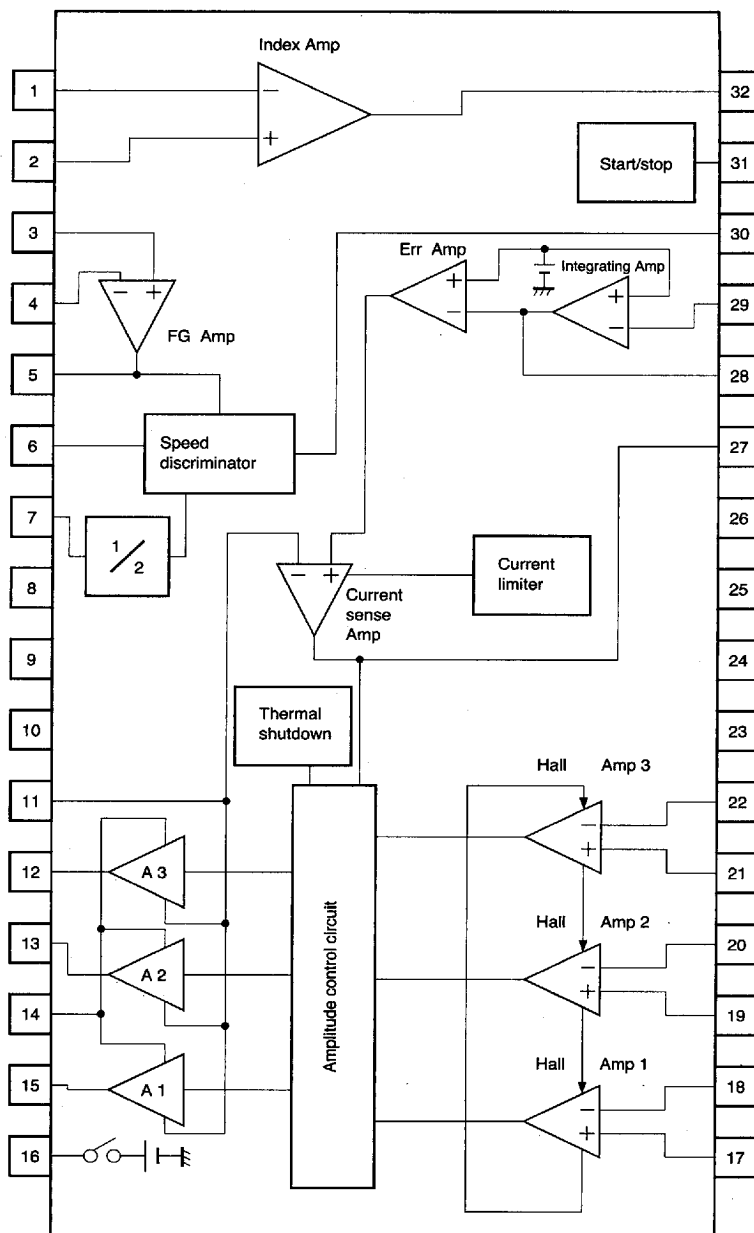 Index Amp
1
−
32
2
+
Start/stop
31
3
30
Err Amp
Integrating Amp
− +
+
+
4
−
−
29
FG Amp
5
28
6
Speed
discriminator
27
7
1/2
26
− +
Current
limiter
8
Current
sense
Amp
25
9
24
Thermal
shutdown
10
23
Hall Amp 3
11
22
−
+
A 3
12
21
Hall Amp 2
13
20
−
A 2
+
19
14
Amplitude control circuit
Hall Amp 1
15
A 1
18
−
+
16
17